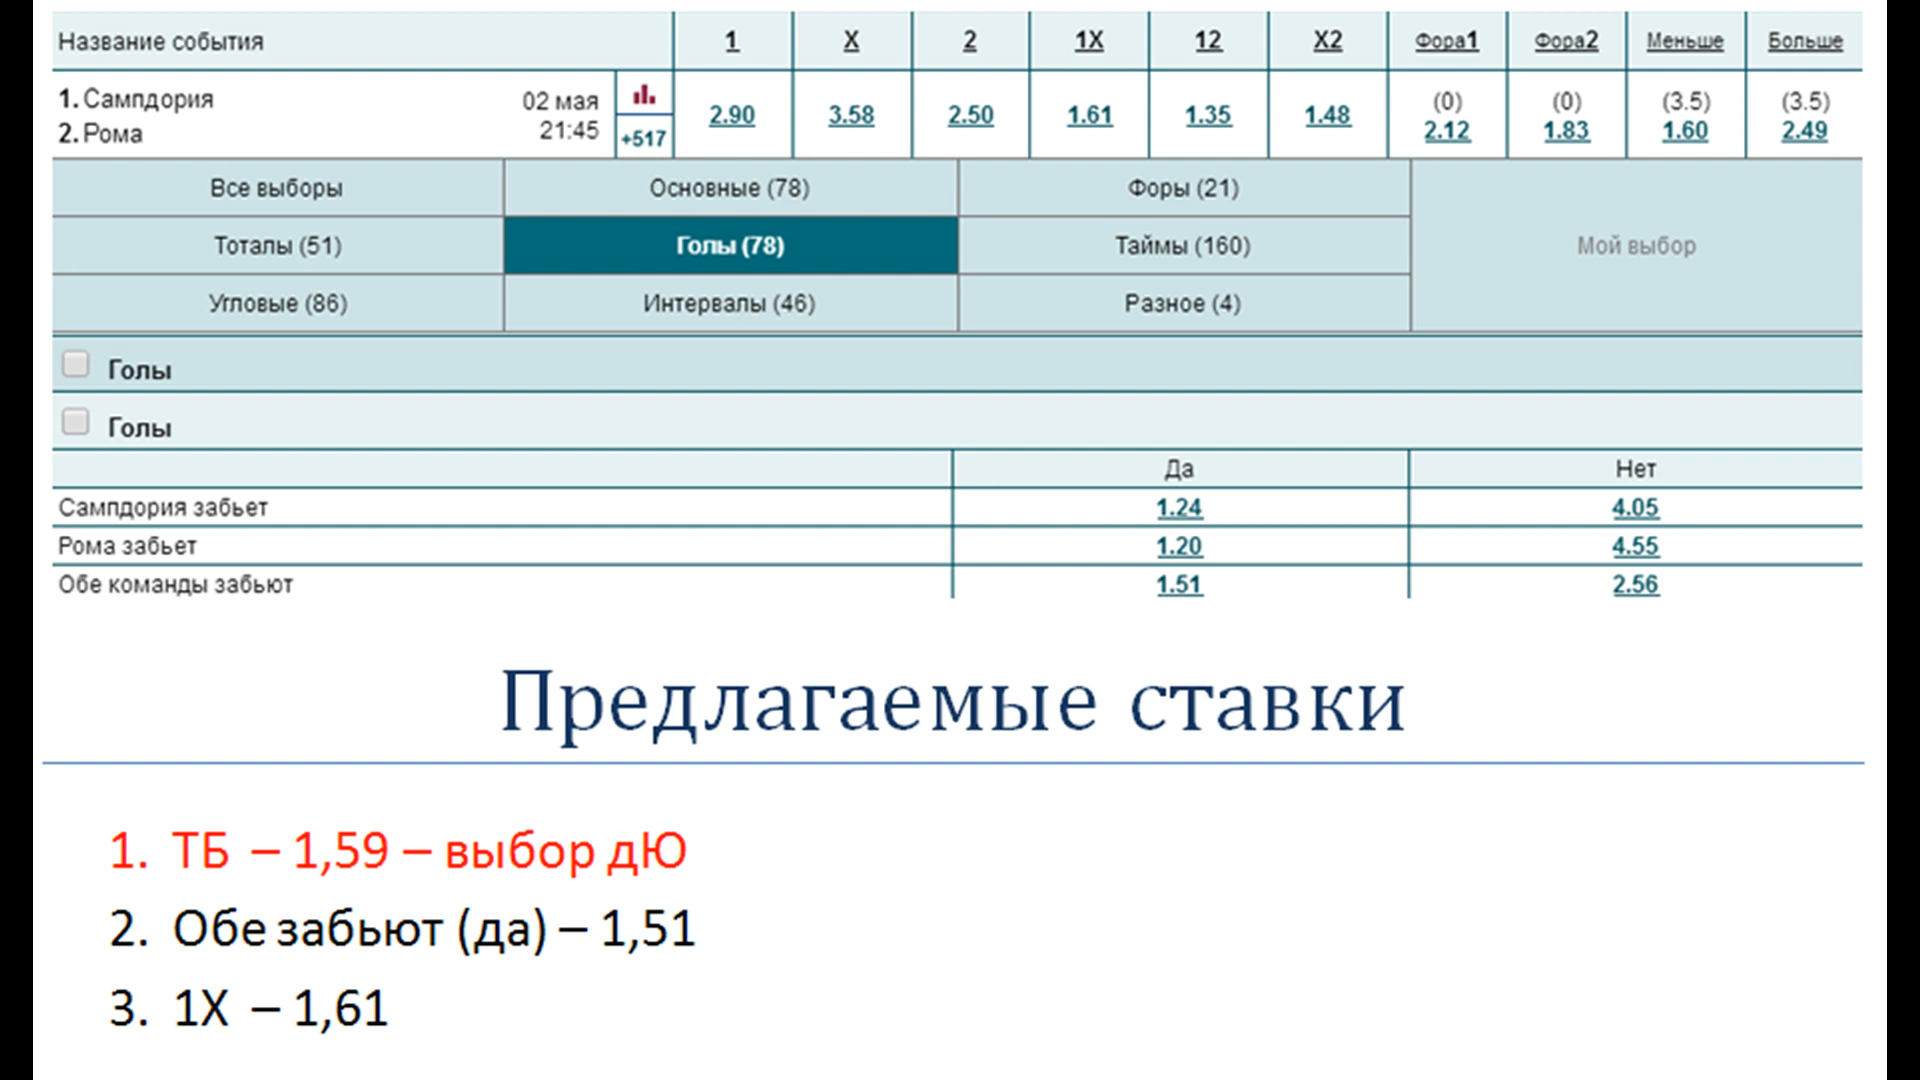 Название события 1 X 2 1X 12 X2 Фора1 Фора2 Меньше Больше
1. Сампдория 02 мая 2.90 3.58 2.50 1.61 1.35 1.48 (0) (0) (3.5) (3.5)
2. Рома 21:45 +517 2.12 1.83 1.60 2.49
Все выборы Основные (78) Форы (21)
Тоталы (51) Голы (78) Таймы (160) Мой выбор
Угловые (86) Интервалы (46) Разное (4)
Голы
Голы
Да Нет
Сампдория забьет 1.24 4.05
Рома забьет 1.20 4.55
Обе команды забьют 1.51 2.56
Предлагаемые ставки
1. ТБ – 1,59 – выбор дЮ
2. Обе забьют (да) – 1,51
3. 1Х – 1,61